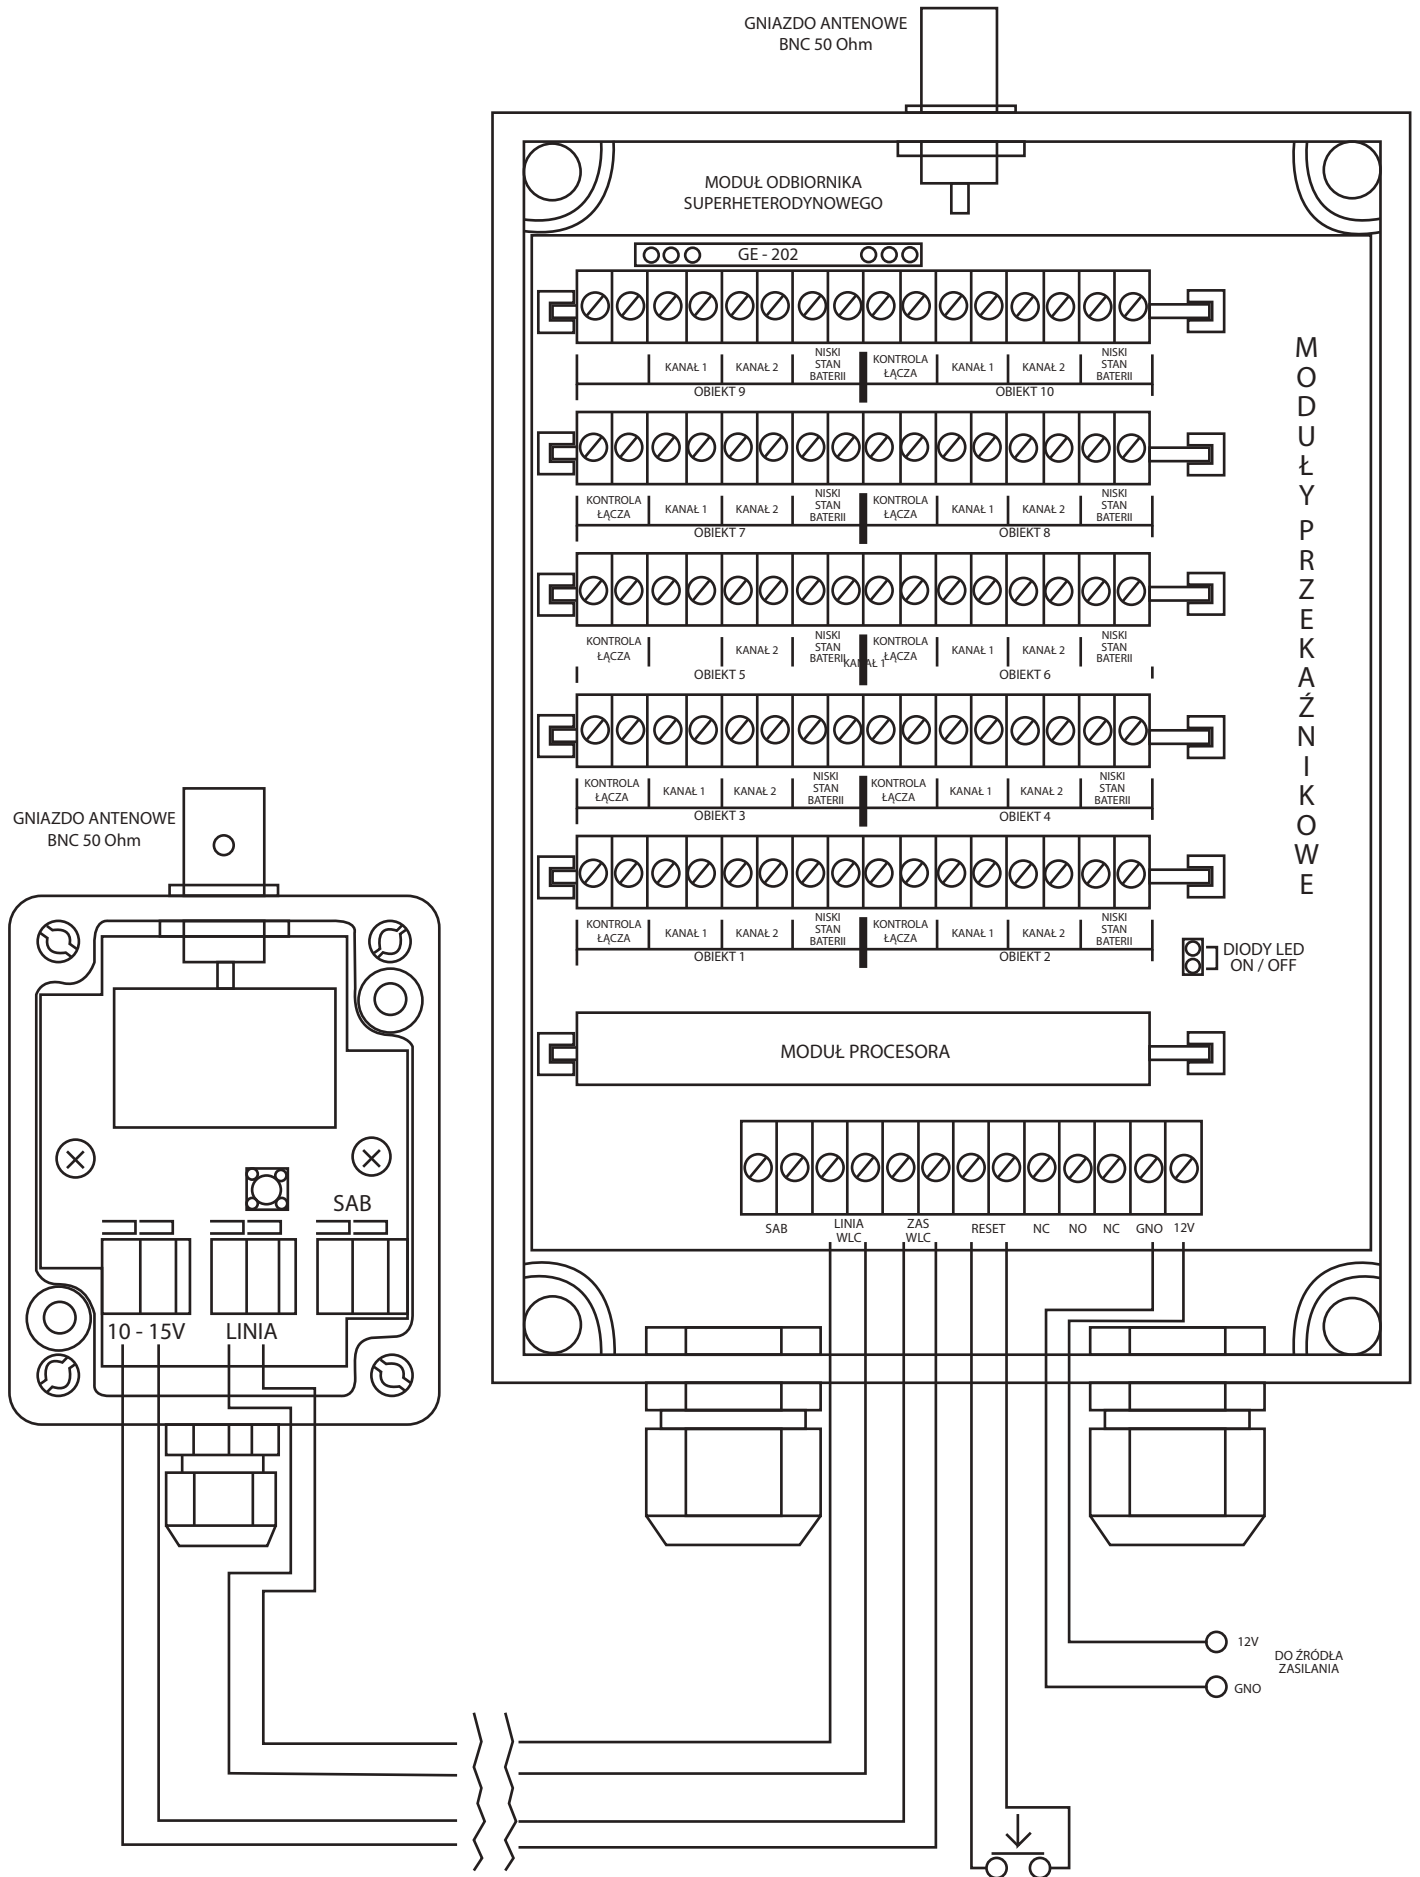 GNIAZDO ANTENOWE
BNC 50 Ohm
MODUŁ ODBIORNIKA
SUPERHETERODYNOWEGO
GE - 202
KANAŁ 1
KANAŁ 2
NISKI
STAN
BATERII
KONTROLA
ŁĄCZA
KANAŁ 1
KANAŁ 2
NISKI
STAN
BATERII
OBIEKT 9
OBIEKT 10
KONTROLA
ŁĄCZA
KANAŁ 1
KANAŁ 2
NISKI
STAN
BATERII
KONTROLA
ŁĄCZA
KANAŁ 1
KANAŁ 2
NISKI
STAN
BATERII
OBIEKT 7
OBIEKT 8
KONTROLA
ŁĄCZA
KANAŁ 2
NISKI
STAN
BATERII
KANAŁ 1
KONTROLA
ŁĄCZA
KANAŁ 1
KANAŁ 2
NISKI
STAN
BATERII
OBIEKT 5
OBIEKT 6
KONTROLA
ŁĄCZA
KANAŁ 1
KANAŁ 2
NISKI
STAN
BATERII
KONTROLA
ŁĄCZA
KANAŁ 1
KANAŁ 2
NISKI
STAN
BATERII
OBIEKT 3
OBIEKT 4
KONTROLA
ŁĄCZA
KANAŁ 1
KANAŁ 2
NISKI
STAN
BATERII
KONTROLA
ŁĄCZA
KANAŁ 1
KANAŁ 2
NISKI
STAN
BATERII
OBIEKT 1
OBIEKT 2
MODUŁY PRZEKAŹNIKOWE
DIODY LED
ON / OFF
MODUŁ PROCESORA
SAB
LINIA
WLC
ZAS
WLC
RESET
NC
NO
NC
GNO
12V
GNIAZDO ANTENOWE
BNC 50 Ohm
SAB
10 - 15V
LINIA
12V
GNO
DO ŹRÓDŁA
ZASILANIA